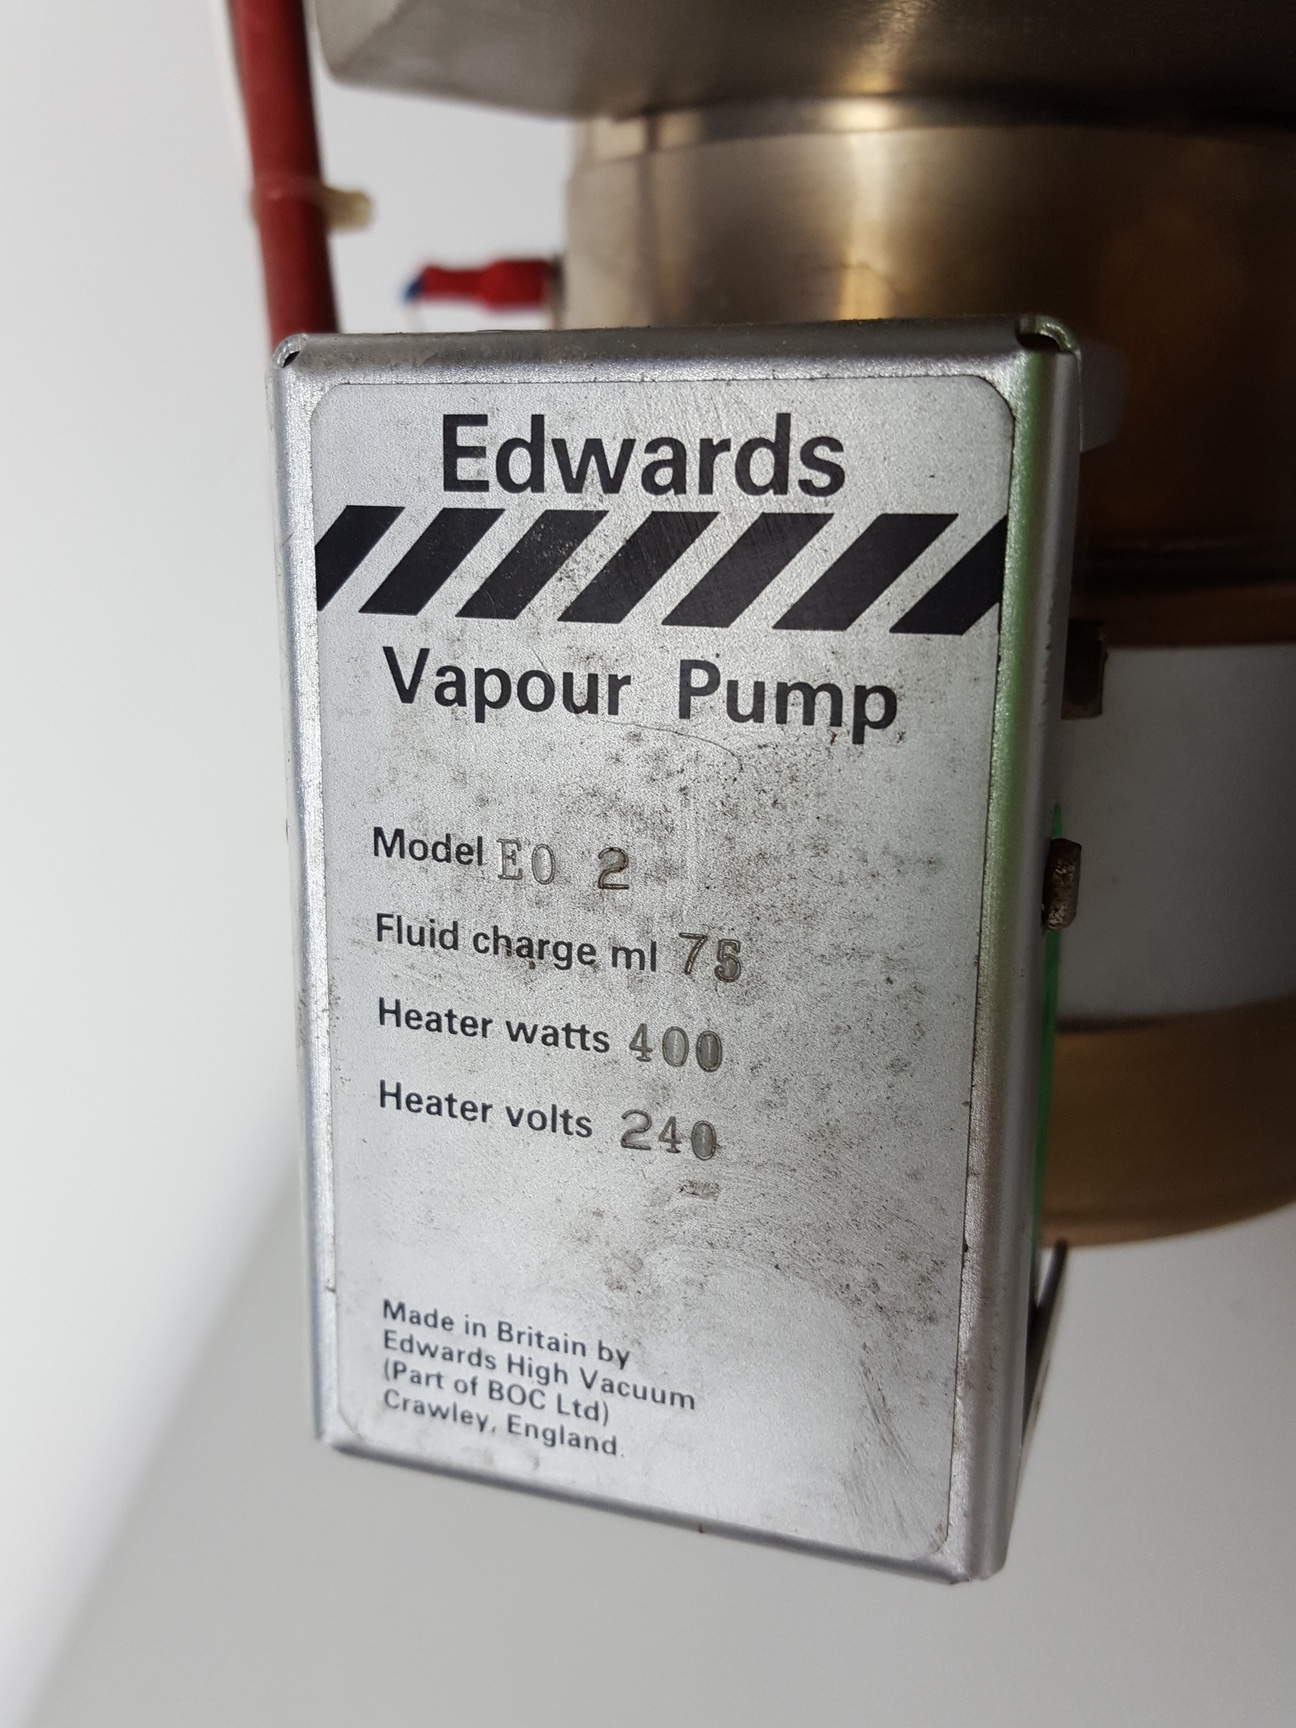 Edwards
Vapour Pump
Model EO 2
Fluid charge ml 75
Heater watts 400
Heater volts 240
Made in Britain by
Edwards High Vacuum
(Part of BOC Ltd)
Crawley, England.